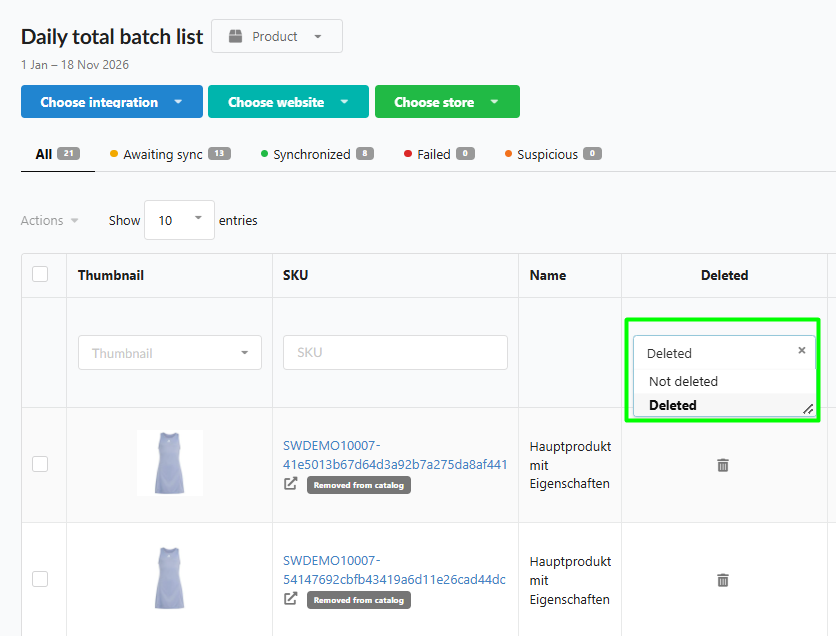 Daily total batch list Product
1 Jan – 18 Nov 2026
Choose integration Choose website Choose store
All 21 Awaiting sync 13 Synchronized 8 Failed 0 Suspicious 0
Actions Show 10 entries
Thumbnail SKU Name Deleted
Thumbnail SKU Deleted ×
Not deleted
Deleted
SWDEMO10007-
41e5013b67d64d3a92b7a275da8af441
Removed from catalog
Hauptprodukt
mit
Eigenschaften
SWDEMO10007-
54147692cbfb43419a6d11e26cad44dc
Removed from catalog
Hauptprodukt
mit
Eigenschaften